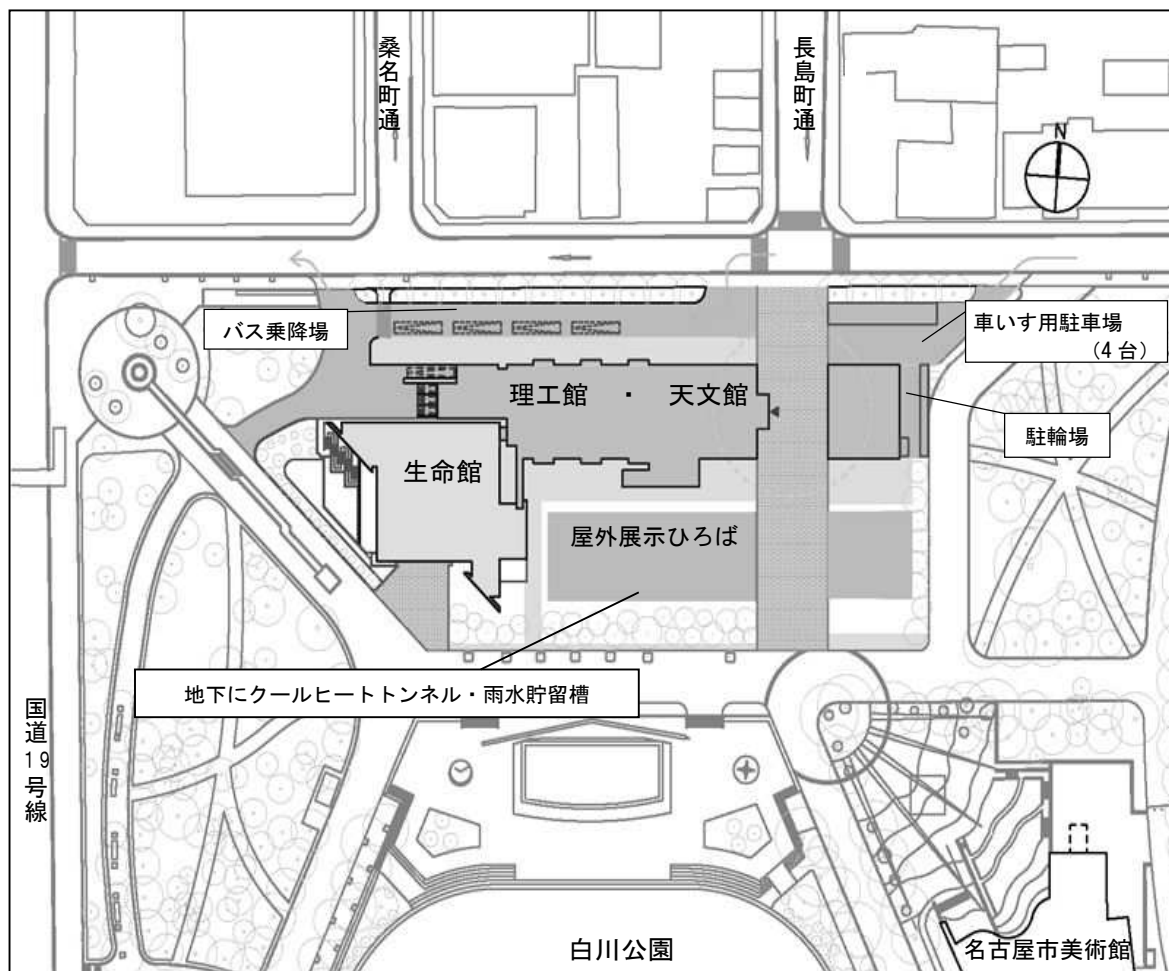 桑名町通
長島町通
N
バス乗降場
車いす用駐車場
(4台)
理工館 ・ 天文館
駐輪場
生命館
屋外展示ひろば
地下にクールヒートトンネル・雨水貯留槽
国道19号線
白川公園
名古屋市美術館